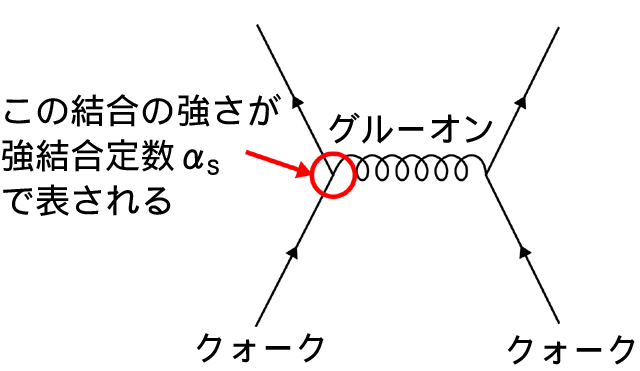 この結合の強さが
強結合定数 αs
で表される
グルーオン
クォーク
クォーク